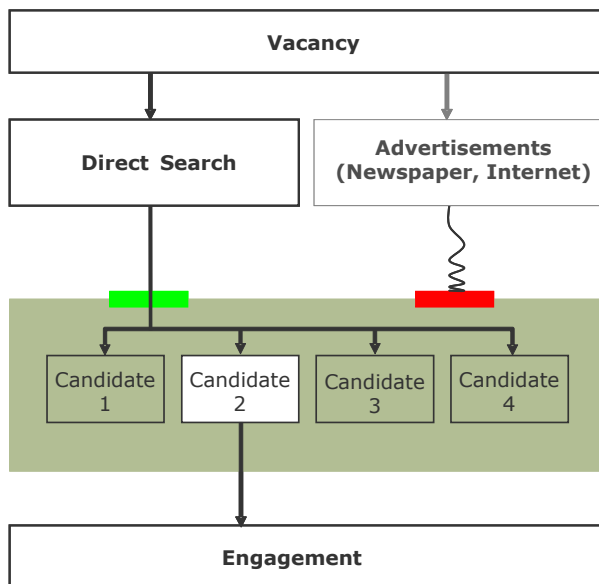 Vacancy
Direct Search
Advertisements
(Newspaper, Internet)
Candidate
1
Candidate
2
Candidate
3
Candidate
4
Engagement